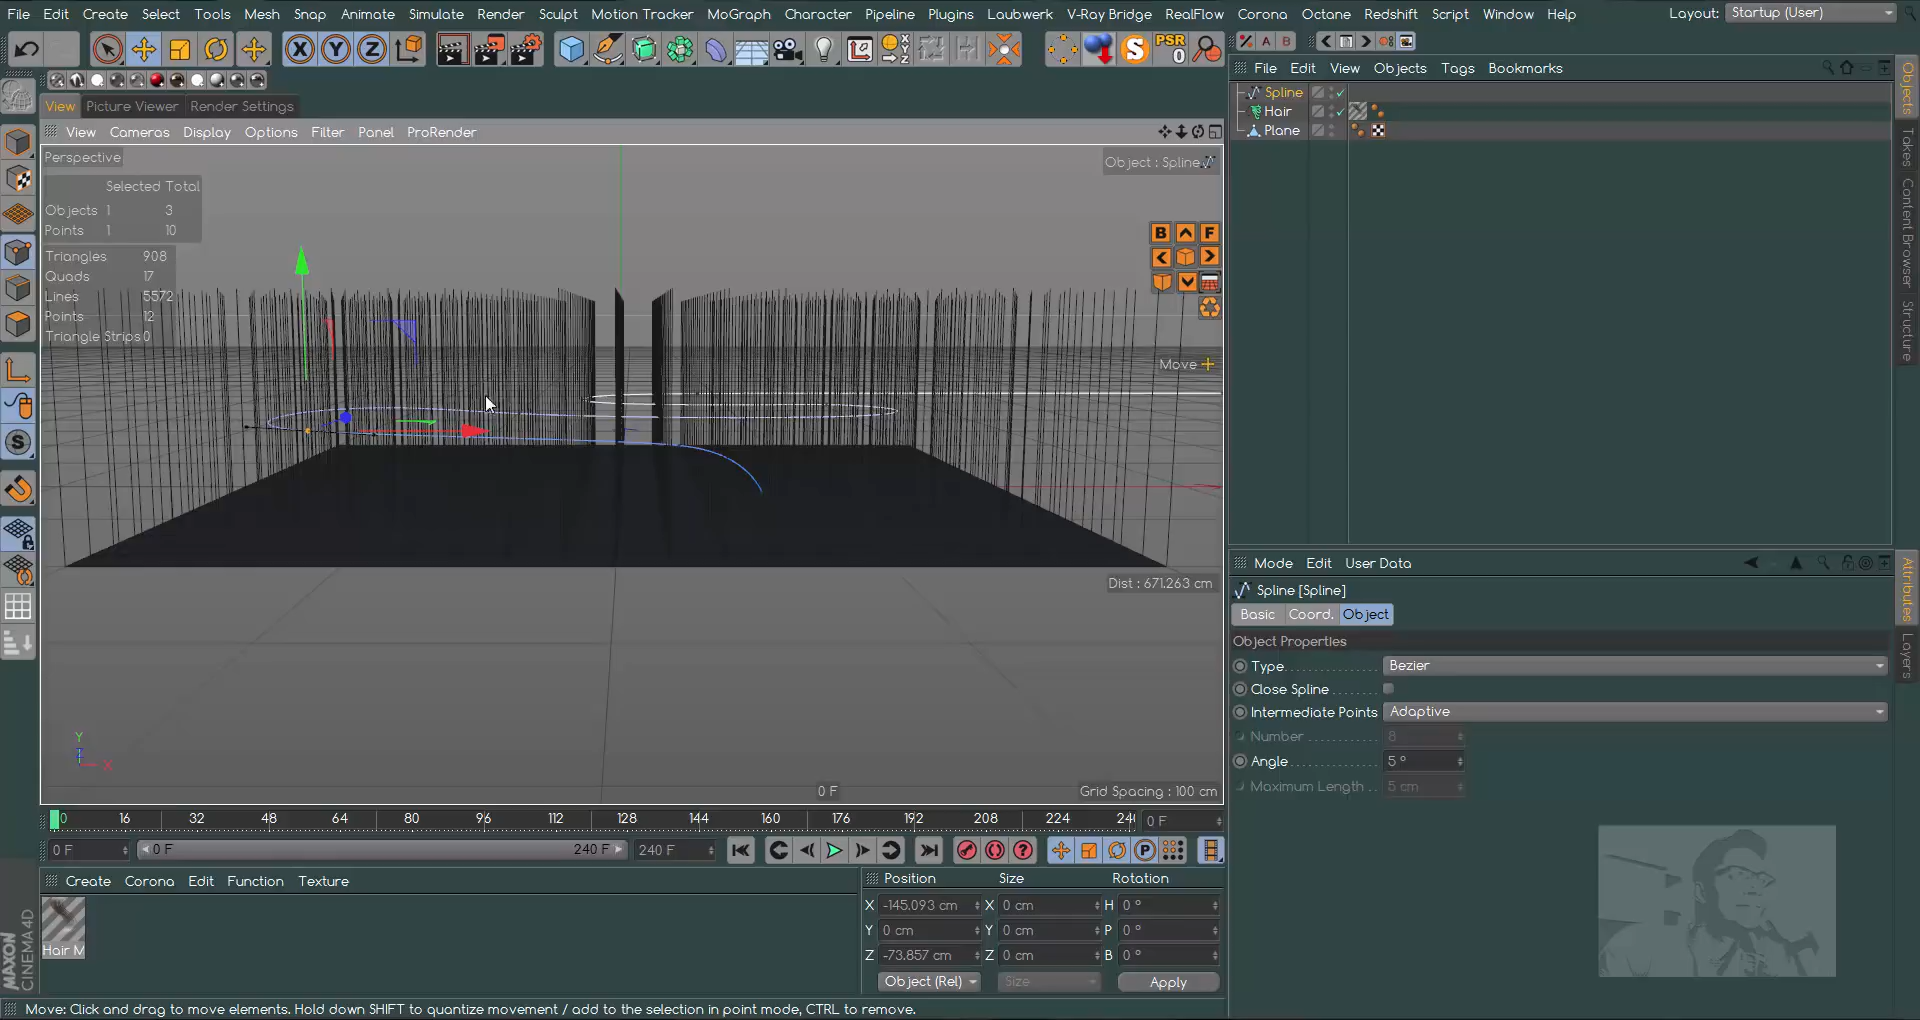 File Edit Create Select Tools Mesh Snap Animate Simulate Render Sculpt Motion Tracker MoGraph Character Pipeline Plugins Laubwerk V-Ray Bridge RealFlow Corona Octane Redshift Script Window Help Layout: Startup (User)
X Y Z S PSR 0
A B
View Picture Viewer Render Settings
File Edit View Objects Tags Bookmarks
View Cameras Display Options Filter Panel ProRender
Spline
Hair
Plane
Objects
Takes
Content Browser
Structure
Perspective
Object : Spline
Selected Total
Objects 1 3
Points 1 10
Triangles 908
Quads 17
Lines 5572
Points 12
Triangle Strips 0
B F
Move
Dist : 671.263 cm
Y
Z
X
0 F
Grid Spacing : 100 cm
Mode Edit User Data
Spline [Spline]
Basic Coord. Object
Object Properties
Type Bezier
Close Spline
Intermediate Points Adaptive
Number 8
Angle 5 °
Maximum Length 5 cm
Attributes
Layers
0 16 32 48 64 80 96 112 128 144 160 176 192 208 224 24 0 F
0 F 0 F 240 F 240 F
P
Create Corona Edit Function Texture
Hair M
MAXON
CINEMA 4D
Position Size Rotation
X -145.093 cm X 0 cm H 0 °
Y 0 cm Y 0 cm P 0 °
Z -73.857 cm Z 0 cm B 0 °
Object (Rel) Size Apply
Move: Click and drag to move elements. Hold down SHIFT to quantize movement / add to the selection in point mode, CTRL to remove.